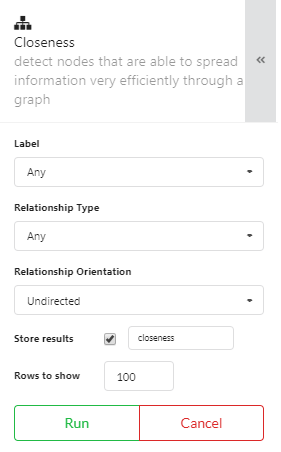 Closeness
detect nodes that are able to spread
information very efficiently through a
graph
«
Label
Any
Relationship Type
Any
Relationship Orientation
Undirected
Store results closeness
Rows to show 100
Run Cancel